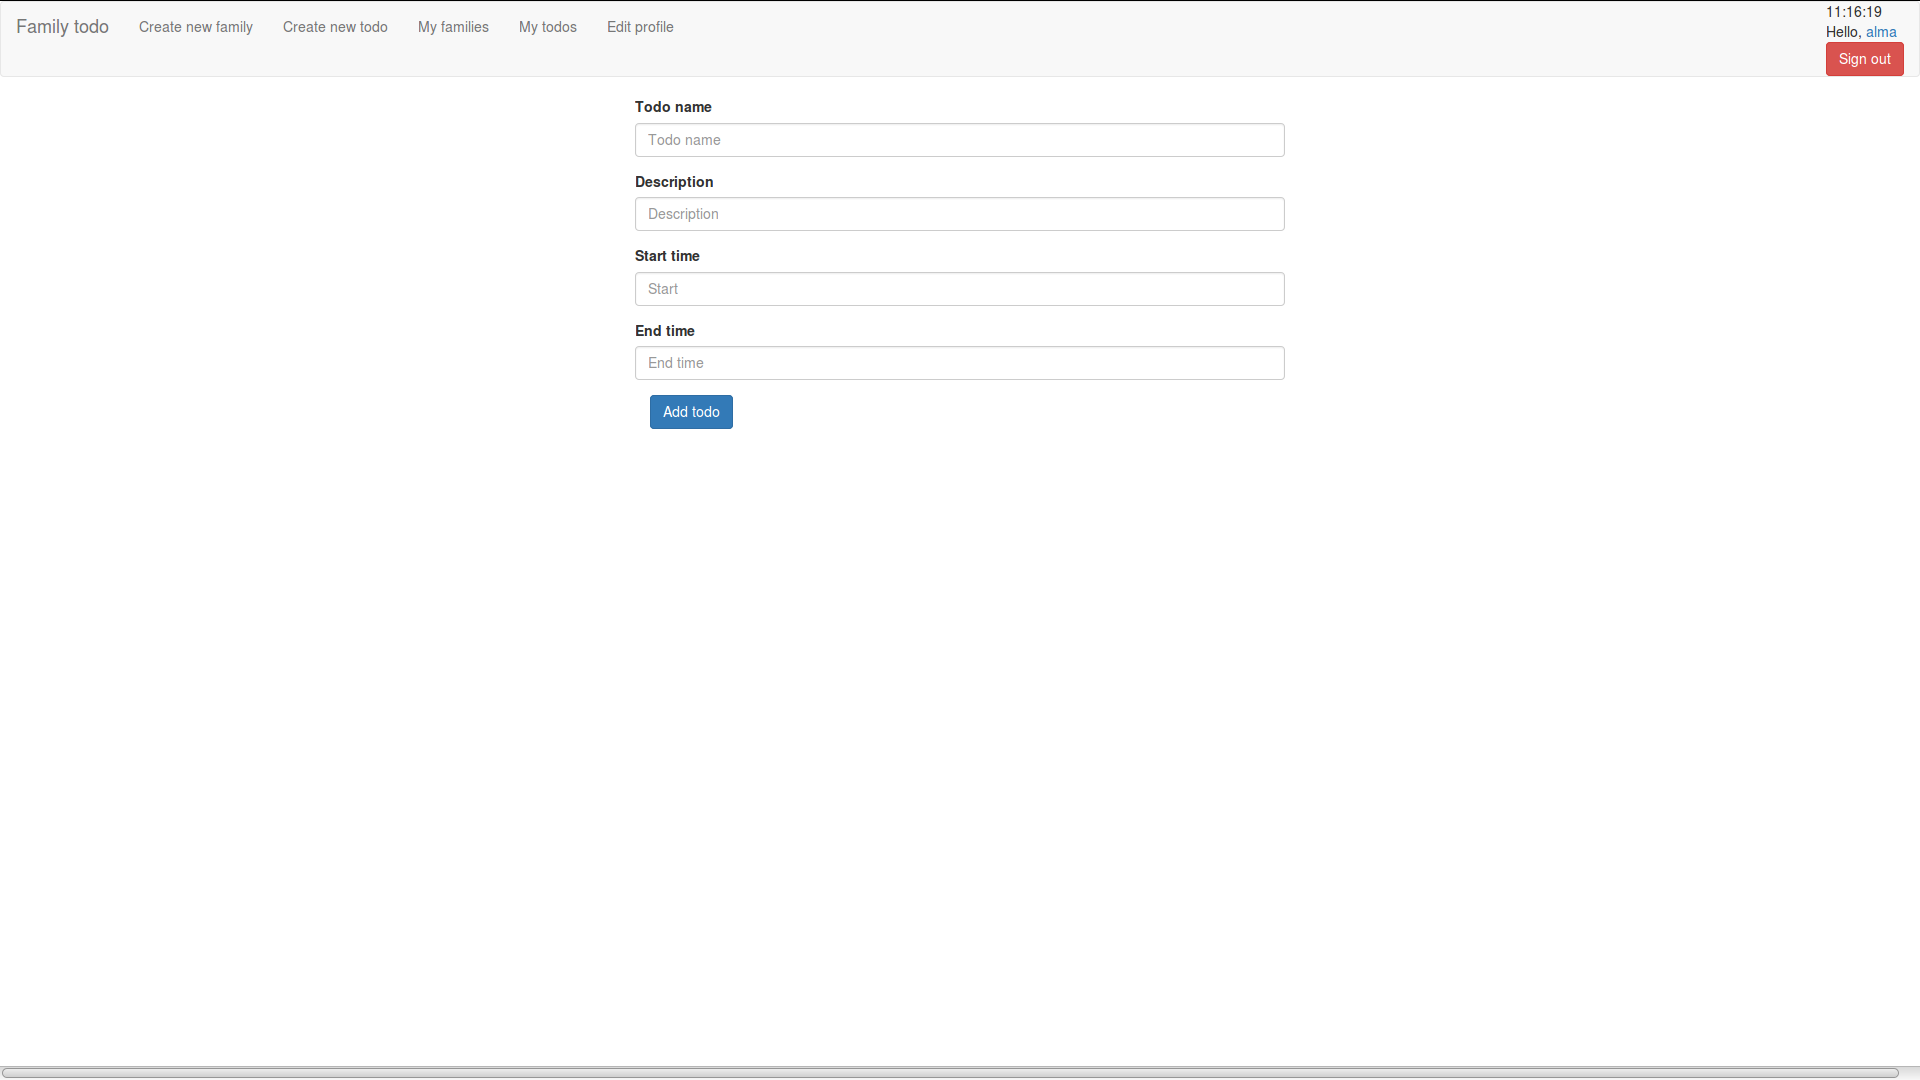 Family todo Create new family Create new todo My families My todos Edit profile
11:16:19
Hello, alma
Sign out
Todo name
Todo name
Description
Description
Start time
Start
End time
End time
Add todo